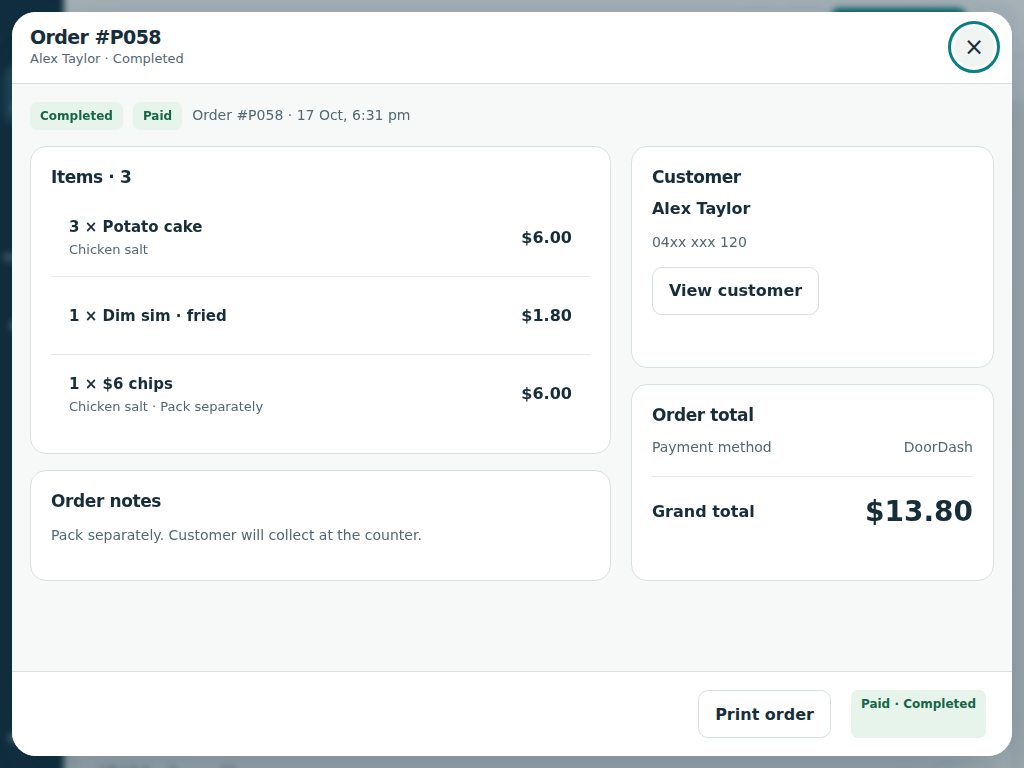 Order #P058
Alex Taylor · Completed
Completed
Paid
Order #P058 · 17 Oct, 6:31 pm
Items · 3
3 × Potato cake
Chicken salt
$6.00
1 × Dim sim · fried
$1.80
1 × $6 chips
Chicken salt · Pack separately
$6.00
Order notes
Pack separately. Customer will collect at the counter.
Customer
Alex Taylor
04xx xxx 120
View customer
Order total
Payment method
DoorDash
Grand total
$13.80
Print order
Paid · Completed